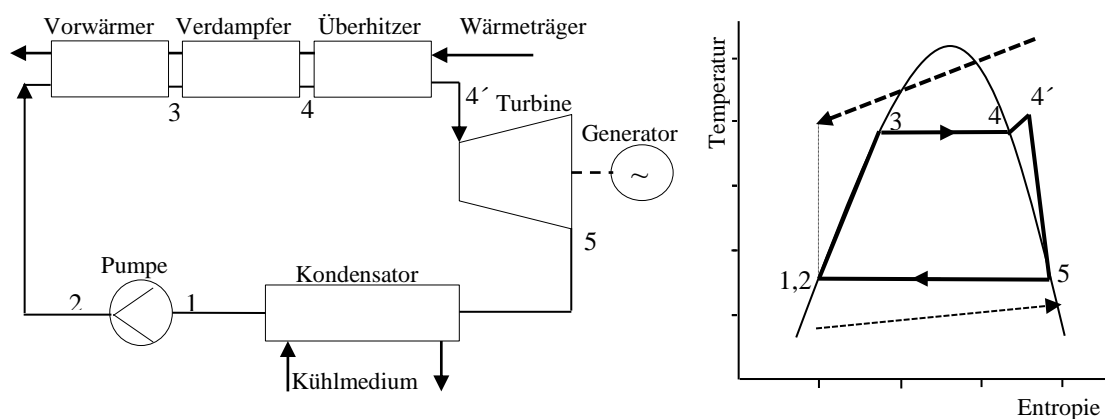 Vorwärmer Verdampfer Überhitzer
Wärmeträger
3 4 4´
Turbine
Generator
~
5
Pumpe
Kondensator
2 1
Kühlmedium
Temperatur
3 4 4´
1,2 5
Entropie